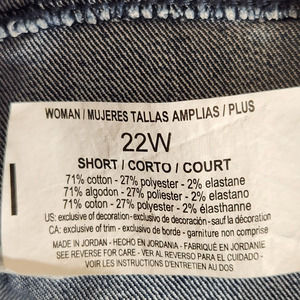 WOMAN / MUJERES TALLAS AMPLIAS / PLUS
22W
SHORT / CORTO / COURT
71% cotton - 27% polyester - 2% elastane
71% algodon - 27% poliester - 2% elastano
71% coton - 27% polyester - 2% élasthanne
US: exclusive of decoration - exclusivo de decoración - sauf la décoration
CA: exclusive of trim - exclusivo de borde - garniture non comprise
MADE IN JORDAN - HECHO EN JORDANIA - FABRIQUÉ EN JORDANIE
SEE REVERSE FOR CARE - VER AL REVERSO PARA EL CUIDADO -
VOIR LES INSTRUCTIONS D'ENTRETIEN AU DOS